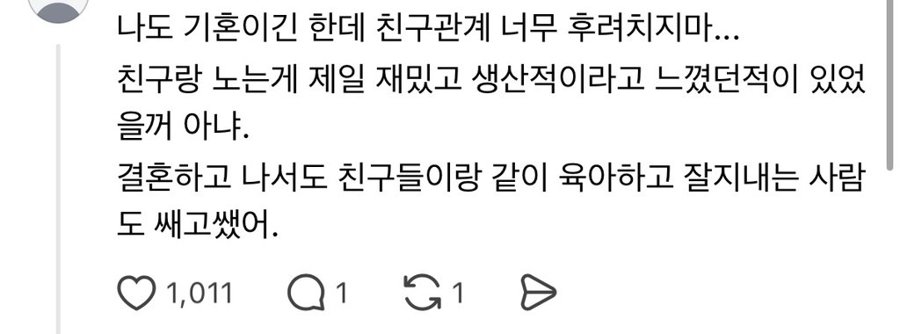 나도 기혼이긴 한데 친구관계 너무 후려치지마...
친구랑 노는게 제일 재밌고 생산적이라고 느꼈던적이 있었
을꺼 아냐.
결혼하고 나서도 친구들이랑 같이 육아하고 잘지내는 사람
도 쌔고쌨어.
1,011 1 1